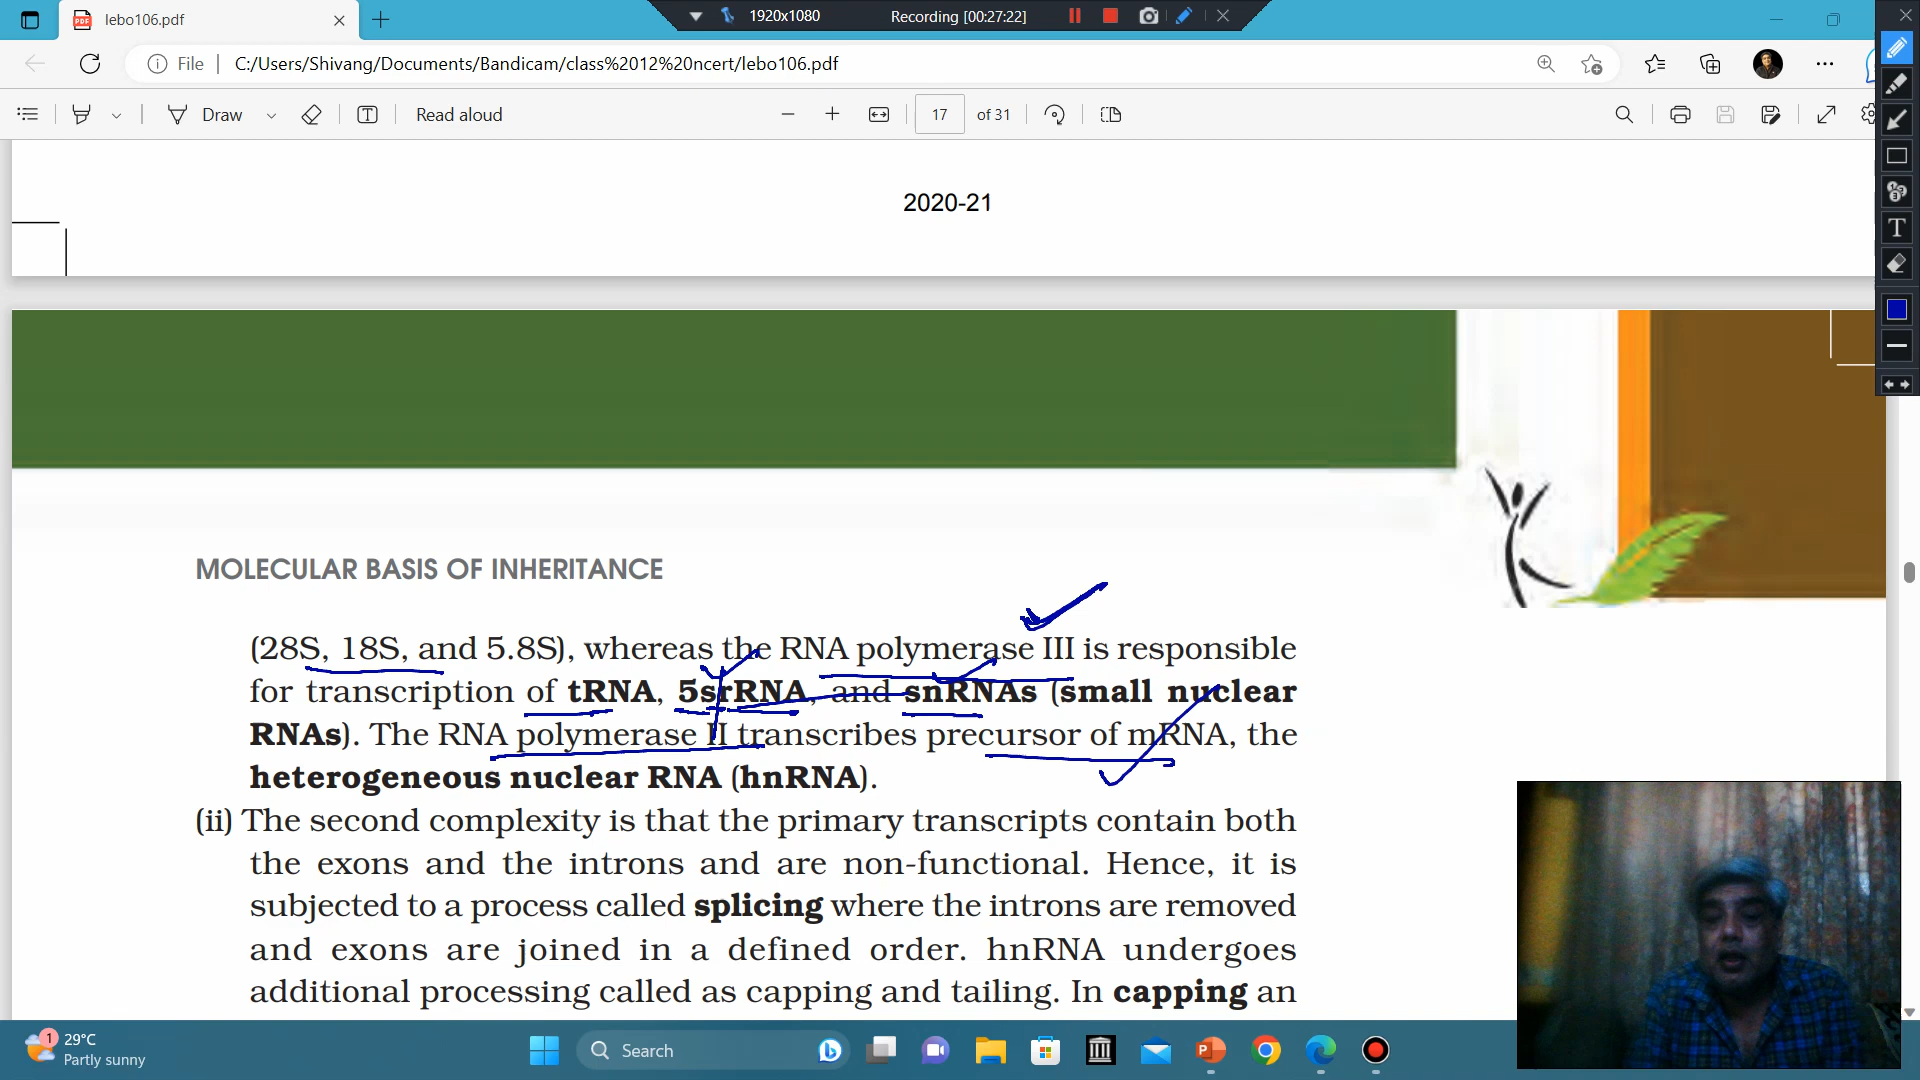 lebo106.pdf
1920x1080
Recording [00:27:22]
File
C:/Users/Shivang/Documents/Bandicam/class%2012%20ncert/lebo106.pdf
Draw
Read aloud
17
of 31
2020-21
MOLECULAR BASIS OF INHERITANCE
(28S, 18S, and 5.8S), whereas the RNA polymerase III is responsible
for transcription of tRNA, 5srRNA, and snRNAs (small nuclear
RNAs). The RNA polymerase II transcribes precursor of mRNA, the
heterogeneous nuclear RNA (hnRNA).
(ii) The second complexity is that the primary transcripts contain both
the exons and the introns and are non-functional. Hence, it is
subjected to a process called splicing where the introns are removed
and exons are joined in a defined order. hnRNA undergoes
additional processing called as capping and tailing. In capping an
1
29°C
Partly sunny
Search